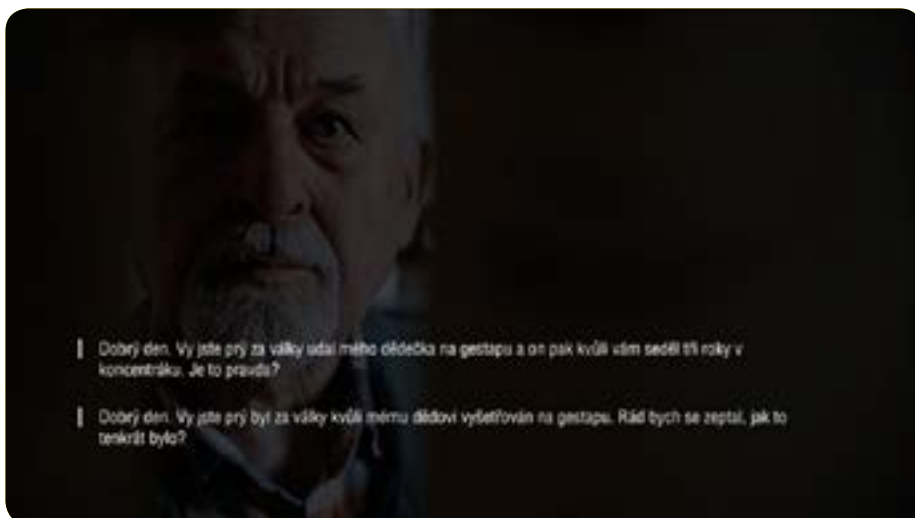 Dobrý den. Vy jste prý za války udal mého dědečka na gestapu a on pak kvůli vám seděl tři roky v
koncentráku. Je to pravda?
Dobrý den. Vy jste prý byl za války kvůli mému dědovi vyšetřován na gestapu. Rád bych se zeptal, jak to
tenkrát bylo?